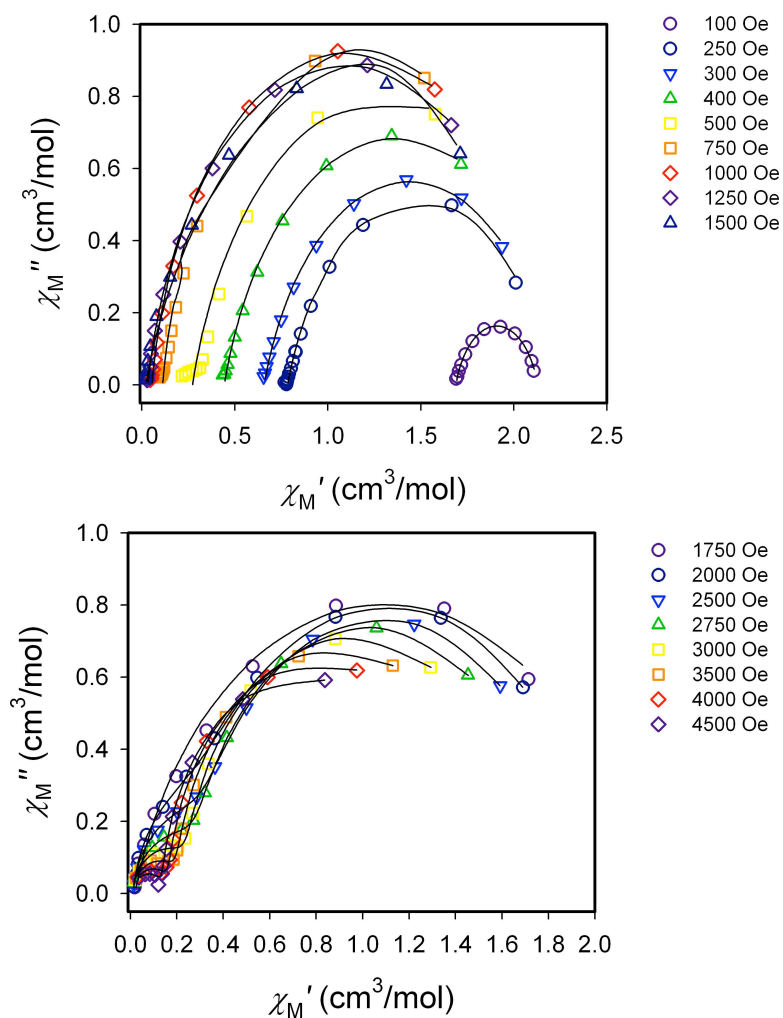 1.0
0.8
0.6
0.4
0.2
0.0
χM'' (cm³/mol)
0.0 0.5 1.0 1.5 2.0 2.5
χM' (cm³/mol)
100 Oe
250 Oe
300 Oe
400 Oe
500 Oe
750 Oe
1000 Oe
1250 Oe
1500 Oe
1.0
0.8
0.6
0.4
0.2
0.0
χM'' (cm³/mol)
0.0 0.2 0.4 0.6 0.8 1.0 1.2 1.4 1.6 1.8 2.0
χM' (cm³/mol)
1750 Oe
2000 Oe
2500 Oe
2750 Oe
3000 Oe
3500 Oe
4000 Oe
4500 Oe